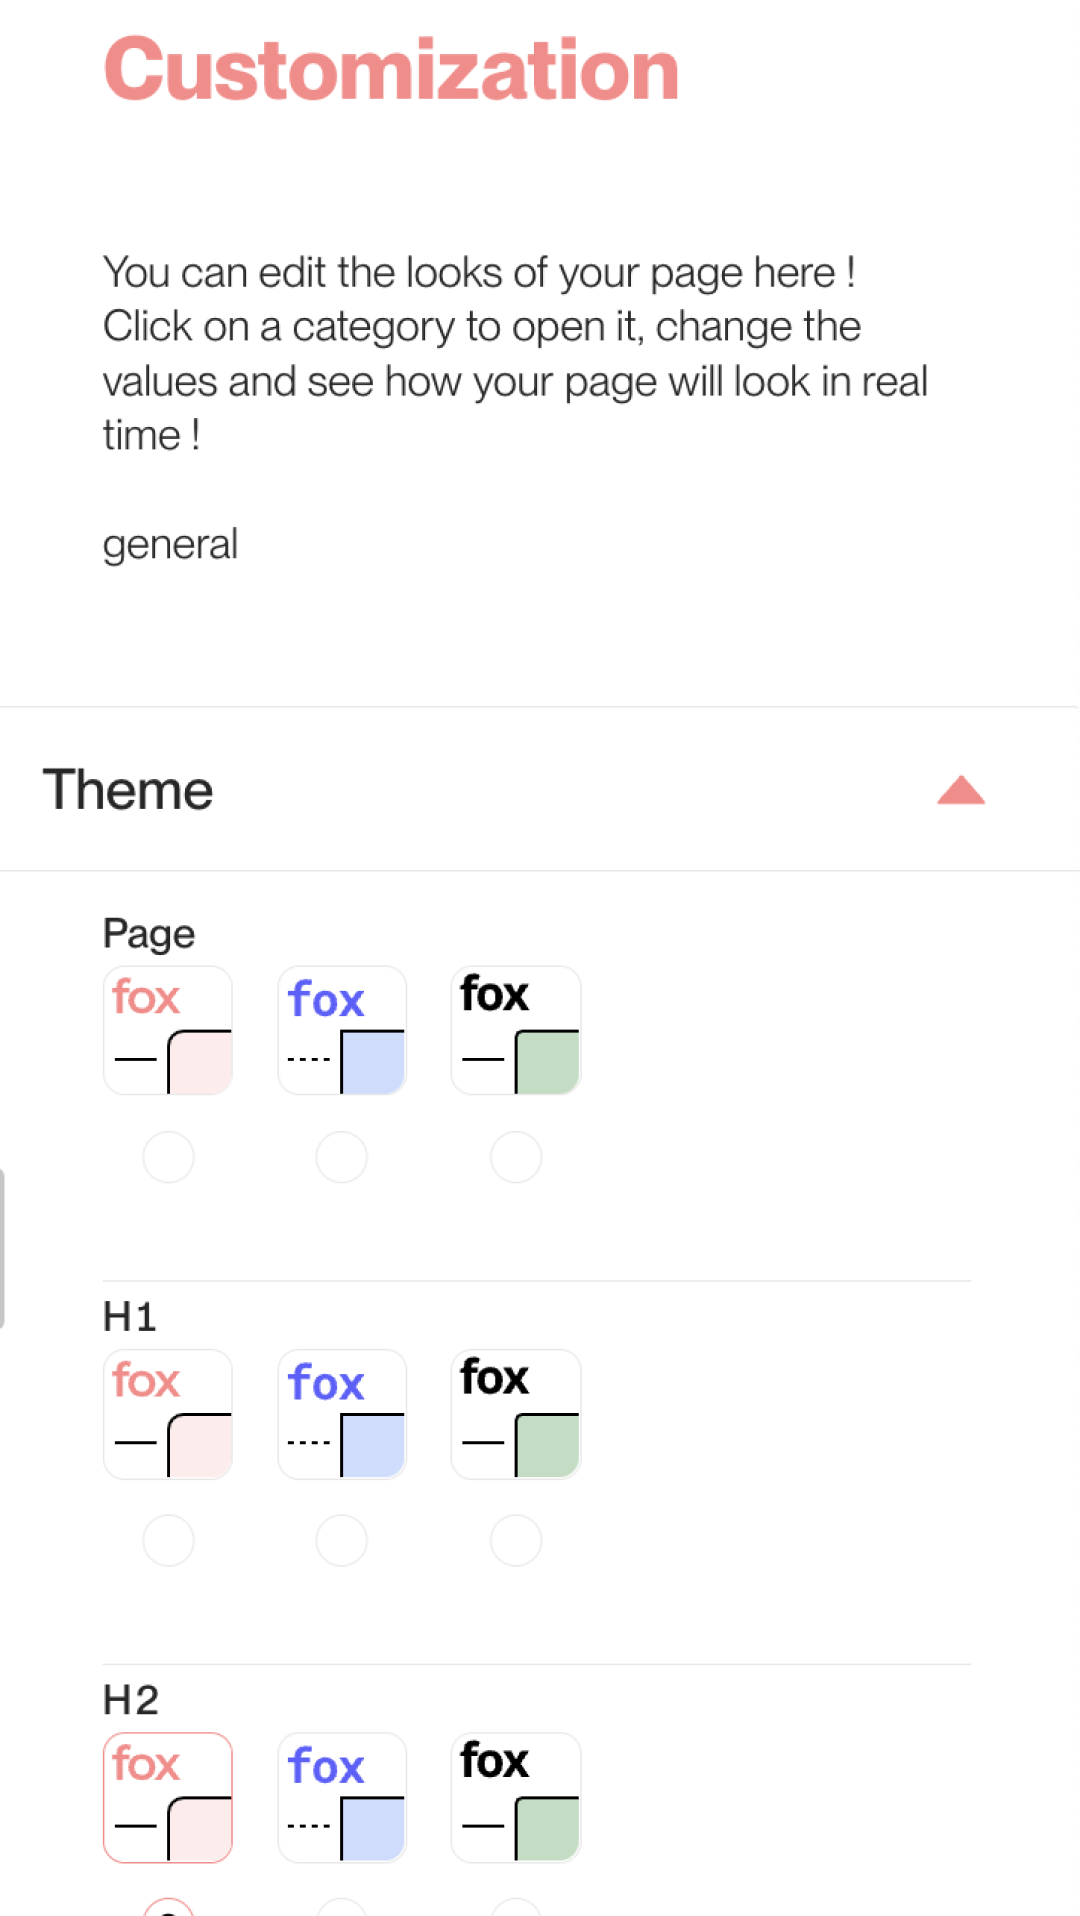 Customization
You can edit the looks of your page here !
Click on a category to open it, change the
values and see how your page will look in real
time !
general
Theme
Page
fox fox fox
H1
fox fox fox
H2
fox fox fox